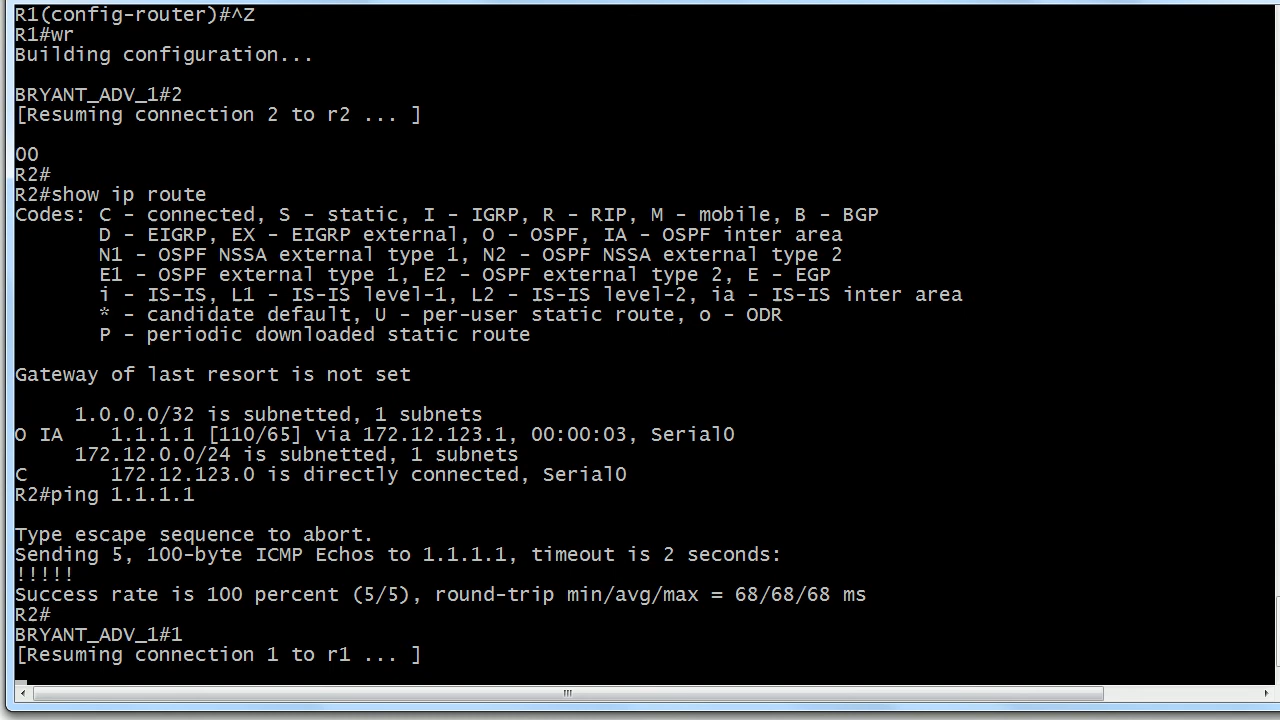 R1(config-router)#^Z
R1#wr
Building configuration...
BRYANT_ADV_1#2
[Resuming connection 2 to r2 ... ]
OO
R2#
R2#show ip route
Codes: C - connected, S - static, I - IGRP, R - RIP, M - mobile, B - BGP
D - EIGRP, EX - EIGRP external, O - OSPF, IA - OSPF inter area
N1 - OSPF NSSA external type 1, N2 - OSPF NSSA external type 2
E1 - OSPF external type 1, E2 - OSPF external type 2, E - EGP
i - IS-IS, L1 - IS-IS level-1, L2 - IS-IS level-2, ia - IS-IS inter area
* - candidate default, U - per-user static route, o - ODR
P - periodic downloaded static route
Gateway of last resort is not set
1.0.0.0/32 is subnetted, 1 subnets
O IA 1.1.1.1 [110/65] via 172.12.123.1, 00:00:03, Serial0
172.12.0.0/24 is subnetted, 1 subnets
C 172.12.123.0 is directly connected, Serial0
R2#ping 1.1.1.1
Type escape sequence to abort.
Sending 5, 100-byte ICMP Echos to 1.1.1.1, timeout is 2 seconds:
!!!!!
Success rate is 100 percent (5/5), round-trip min/avg/max = 68/68/68 ms
R2#
BRYANT_ADV_1#1
[Resuming connection 1 to r1 ... ]